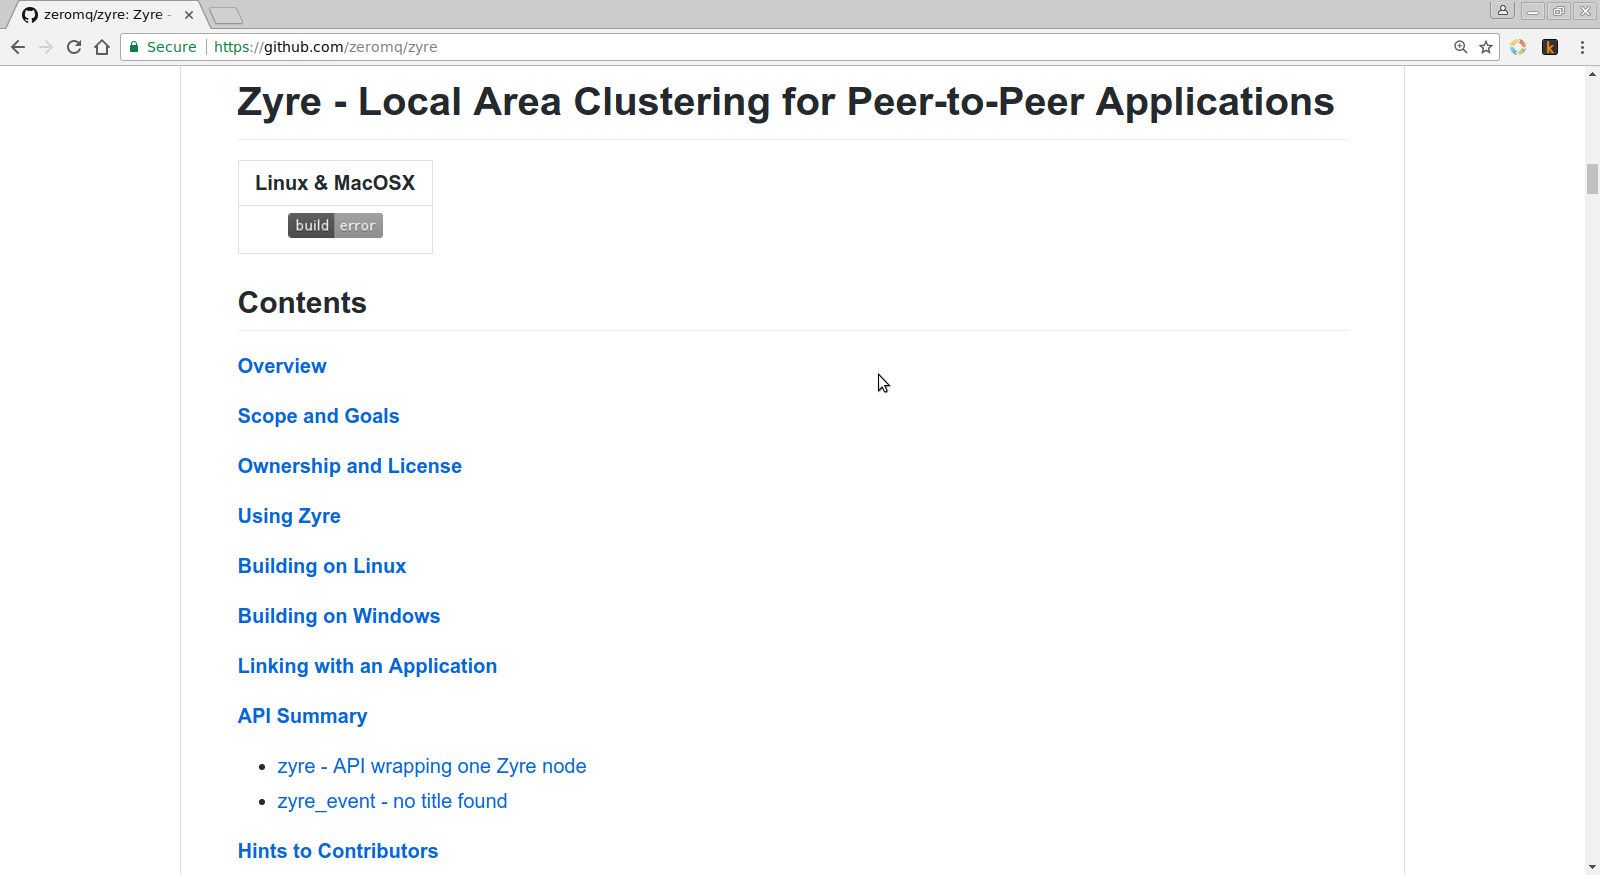 zeromq/zyre: Zyre -
Secure https://github.com/zeromq/zyre
k
Zyre - Local Area Clustering for Peer-to-Peer Applications
Linux & MacOSX
build error
Contents
Overview
Scope and Goals
Ownership and License
Using Zyre
Building on Linux
Building on Windows
Linking with an Application
API Summary
zyre - API wrapping one Zyre node
zyre_event - no title found
Hints to Contributors